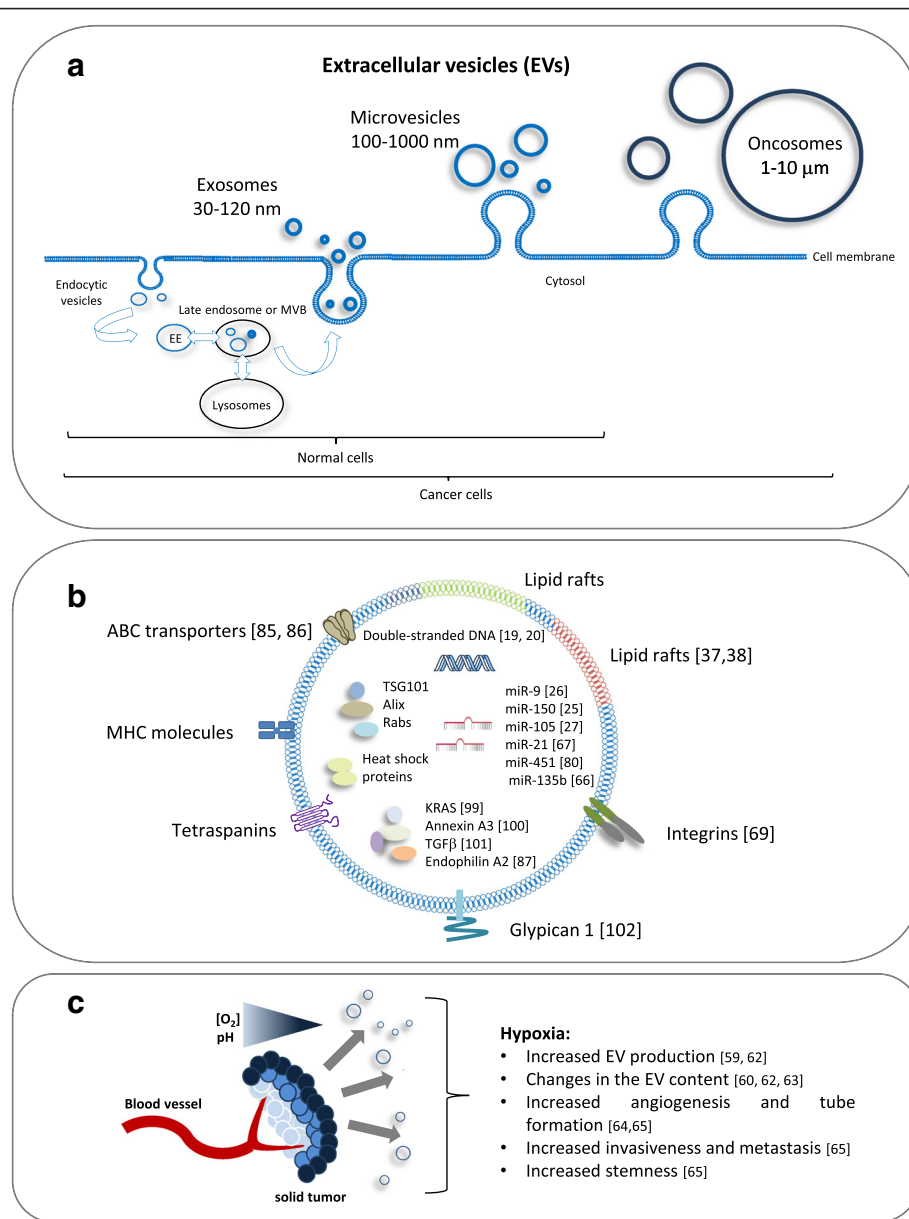 a
Extracellular vesicles (EVs)
Microvesicles
100-1000 nm
Oncosomes
1-10 μm
Exosomes
30-120 nm
Cell membrane
Endocytic
vesicles
Cytosol
Late endosome or MVB
EE
Lysosomes
Normal cells
Cancer cells
b
Lipid rafts
ABC transporters [85, 86]
Double-stranded DNA [19, 20]
Lipid rafts [37,38]
TSG101
Alix
Rabs
miR-9 [26]
miR-150 [25]
miR-105 [27]
miR-21 [67]
miR-451 [80]
miR-135b [66]
MHC molecules
Heat shock
proteins
Tetraspanins
KRAS [99]
Annexin A3 [100]
TGFβ [101]
Endophilin A2 [87]
Integrins [69]
Glypican 1 [102]
c
[O₂]
pH
Blood vessel
solid tumor
Hypoxia:
• Increased EV production [59, 62]
• Changes in the EV content [60, 62, 63]
• Increased angiogenesis and tube
formation [64,65]
• Increased invasiveness and metastasis [65]
• Increased stemness [65]